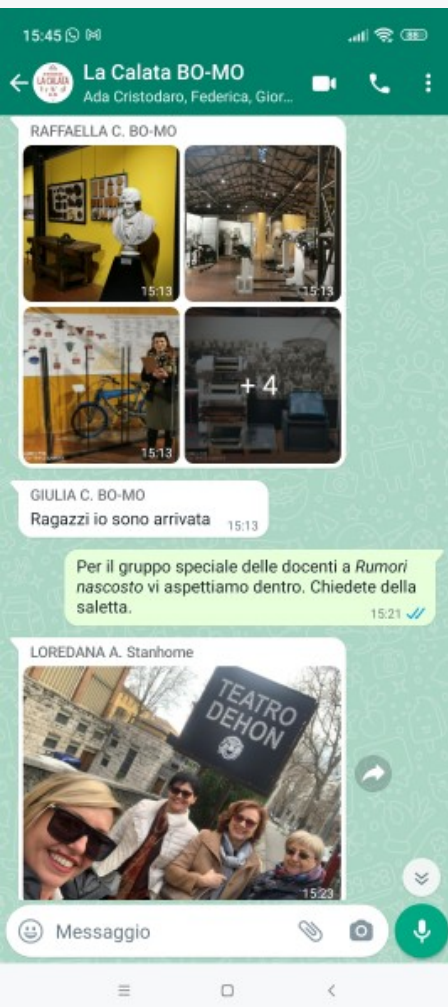 15:45
La Calata BO-MO
Ada Cristodaro, Federica, Gior...
RAFFAELLA C. BO-MO
15:13
15:13
15:13
+ 4
GIULIA C. BO-MO
Ragazzi io sono arrivata 15:13
Per il gruppo speciale delle docenti a Rumori
nascosto vi aspettiamo dentro. Chiedete della
saletta.
15:21
LOREDANA A. Stanhome
TEATRO
DEHON
15:23
Messaggio